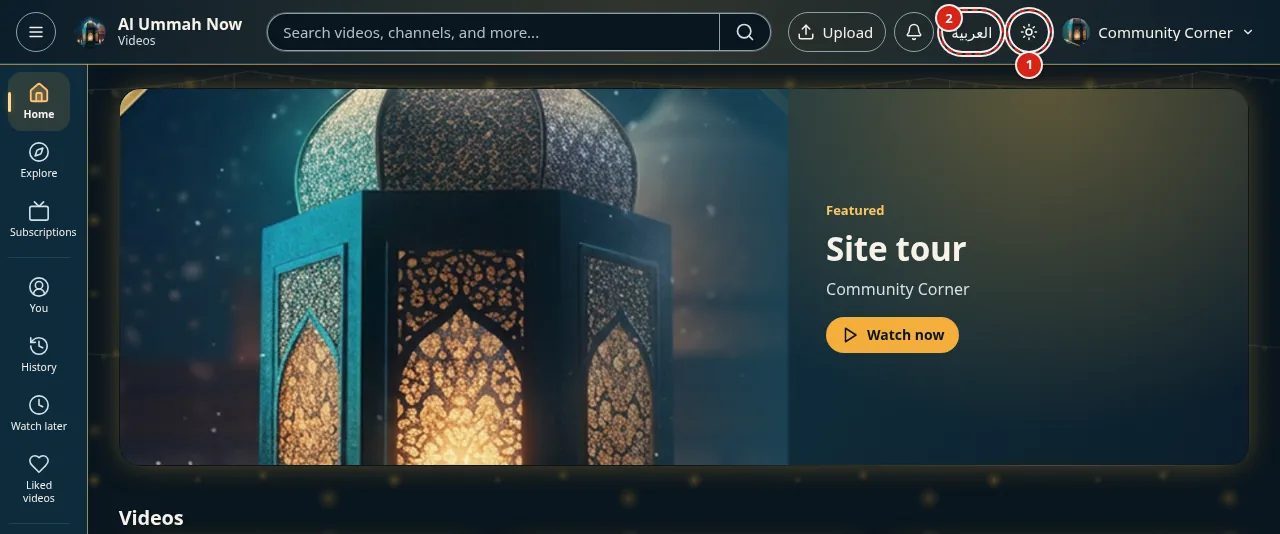 Al Ummah Now
Videos
Search videos, channels, and more...
Upload
2
العربية
1
Community Corner
Home
Explore
Subscriptions
You
History
Watch later
Liked
videos
Featured
Site tour
Community Corner
Watch now
Videos